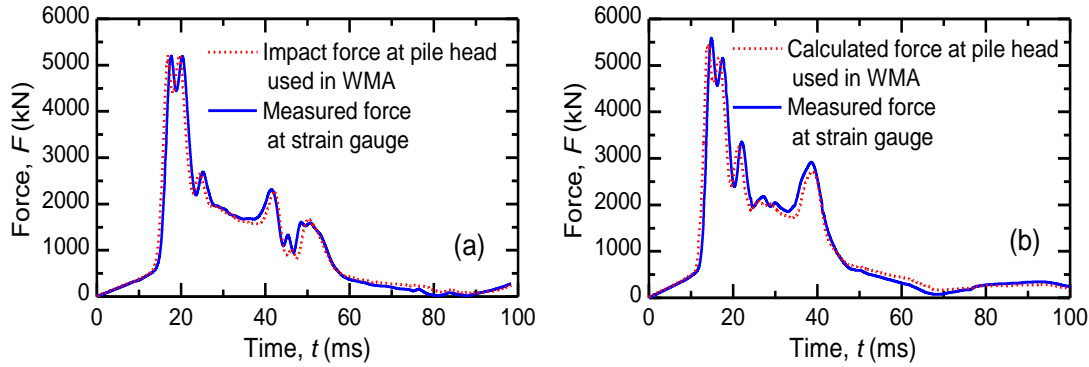 6000
5000
4000
3000
2000
1000
0
Force, F (kN)
Impact force at pile head
used in WMA
Measured force
at strain gauge
(a)
0 20 40 60 80 100
Time, t (ms)
6000
5000
4000
3000
2000
1000
0
Force, F (kN)
Calculated force at pile head
used in WMA
Measured force
at strain gauge
(b)
0 20 40 60 80 100
Time, t (ms)